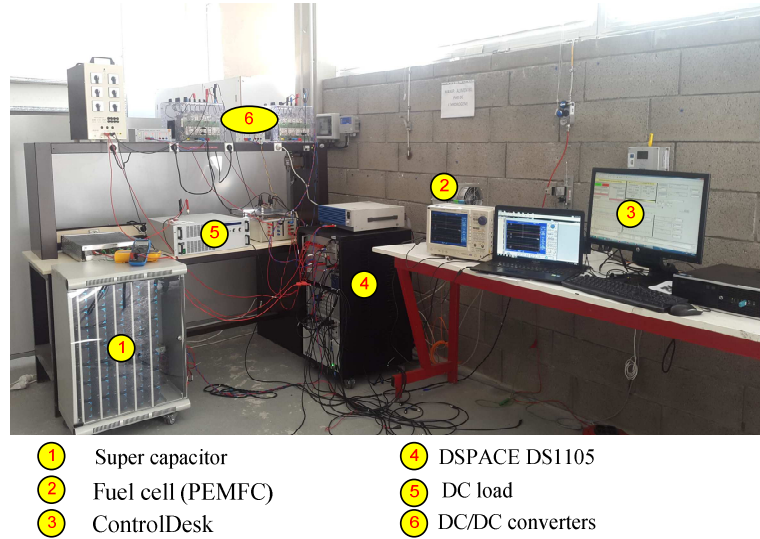 6
2
3
5
4
1
1 Super capacitor
2 Fuel cell (PEMFC)
3 ControlDesk
4 DSPACE DS1105
5 DC load
6 DC/DC converters